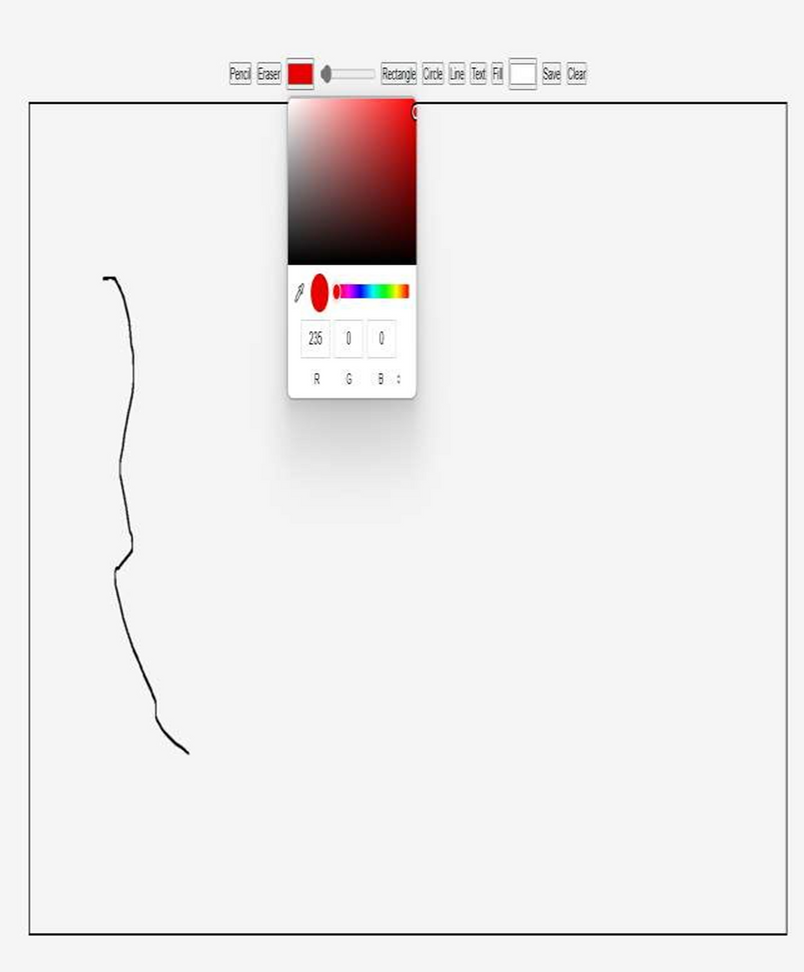 Pencil Eraser Rectangle Circle Line Text Fill Save Clear
235 0 0
R G B